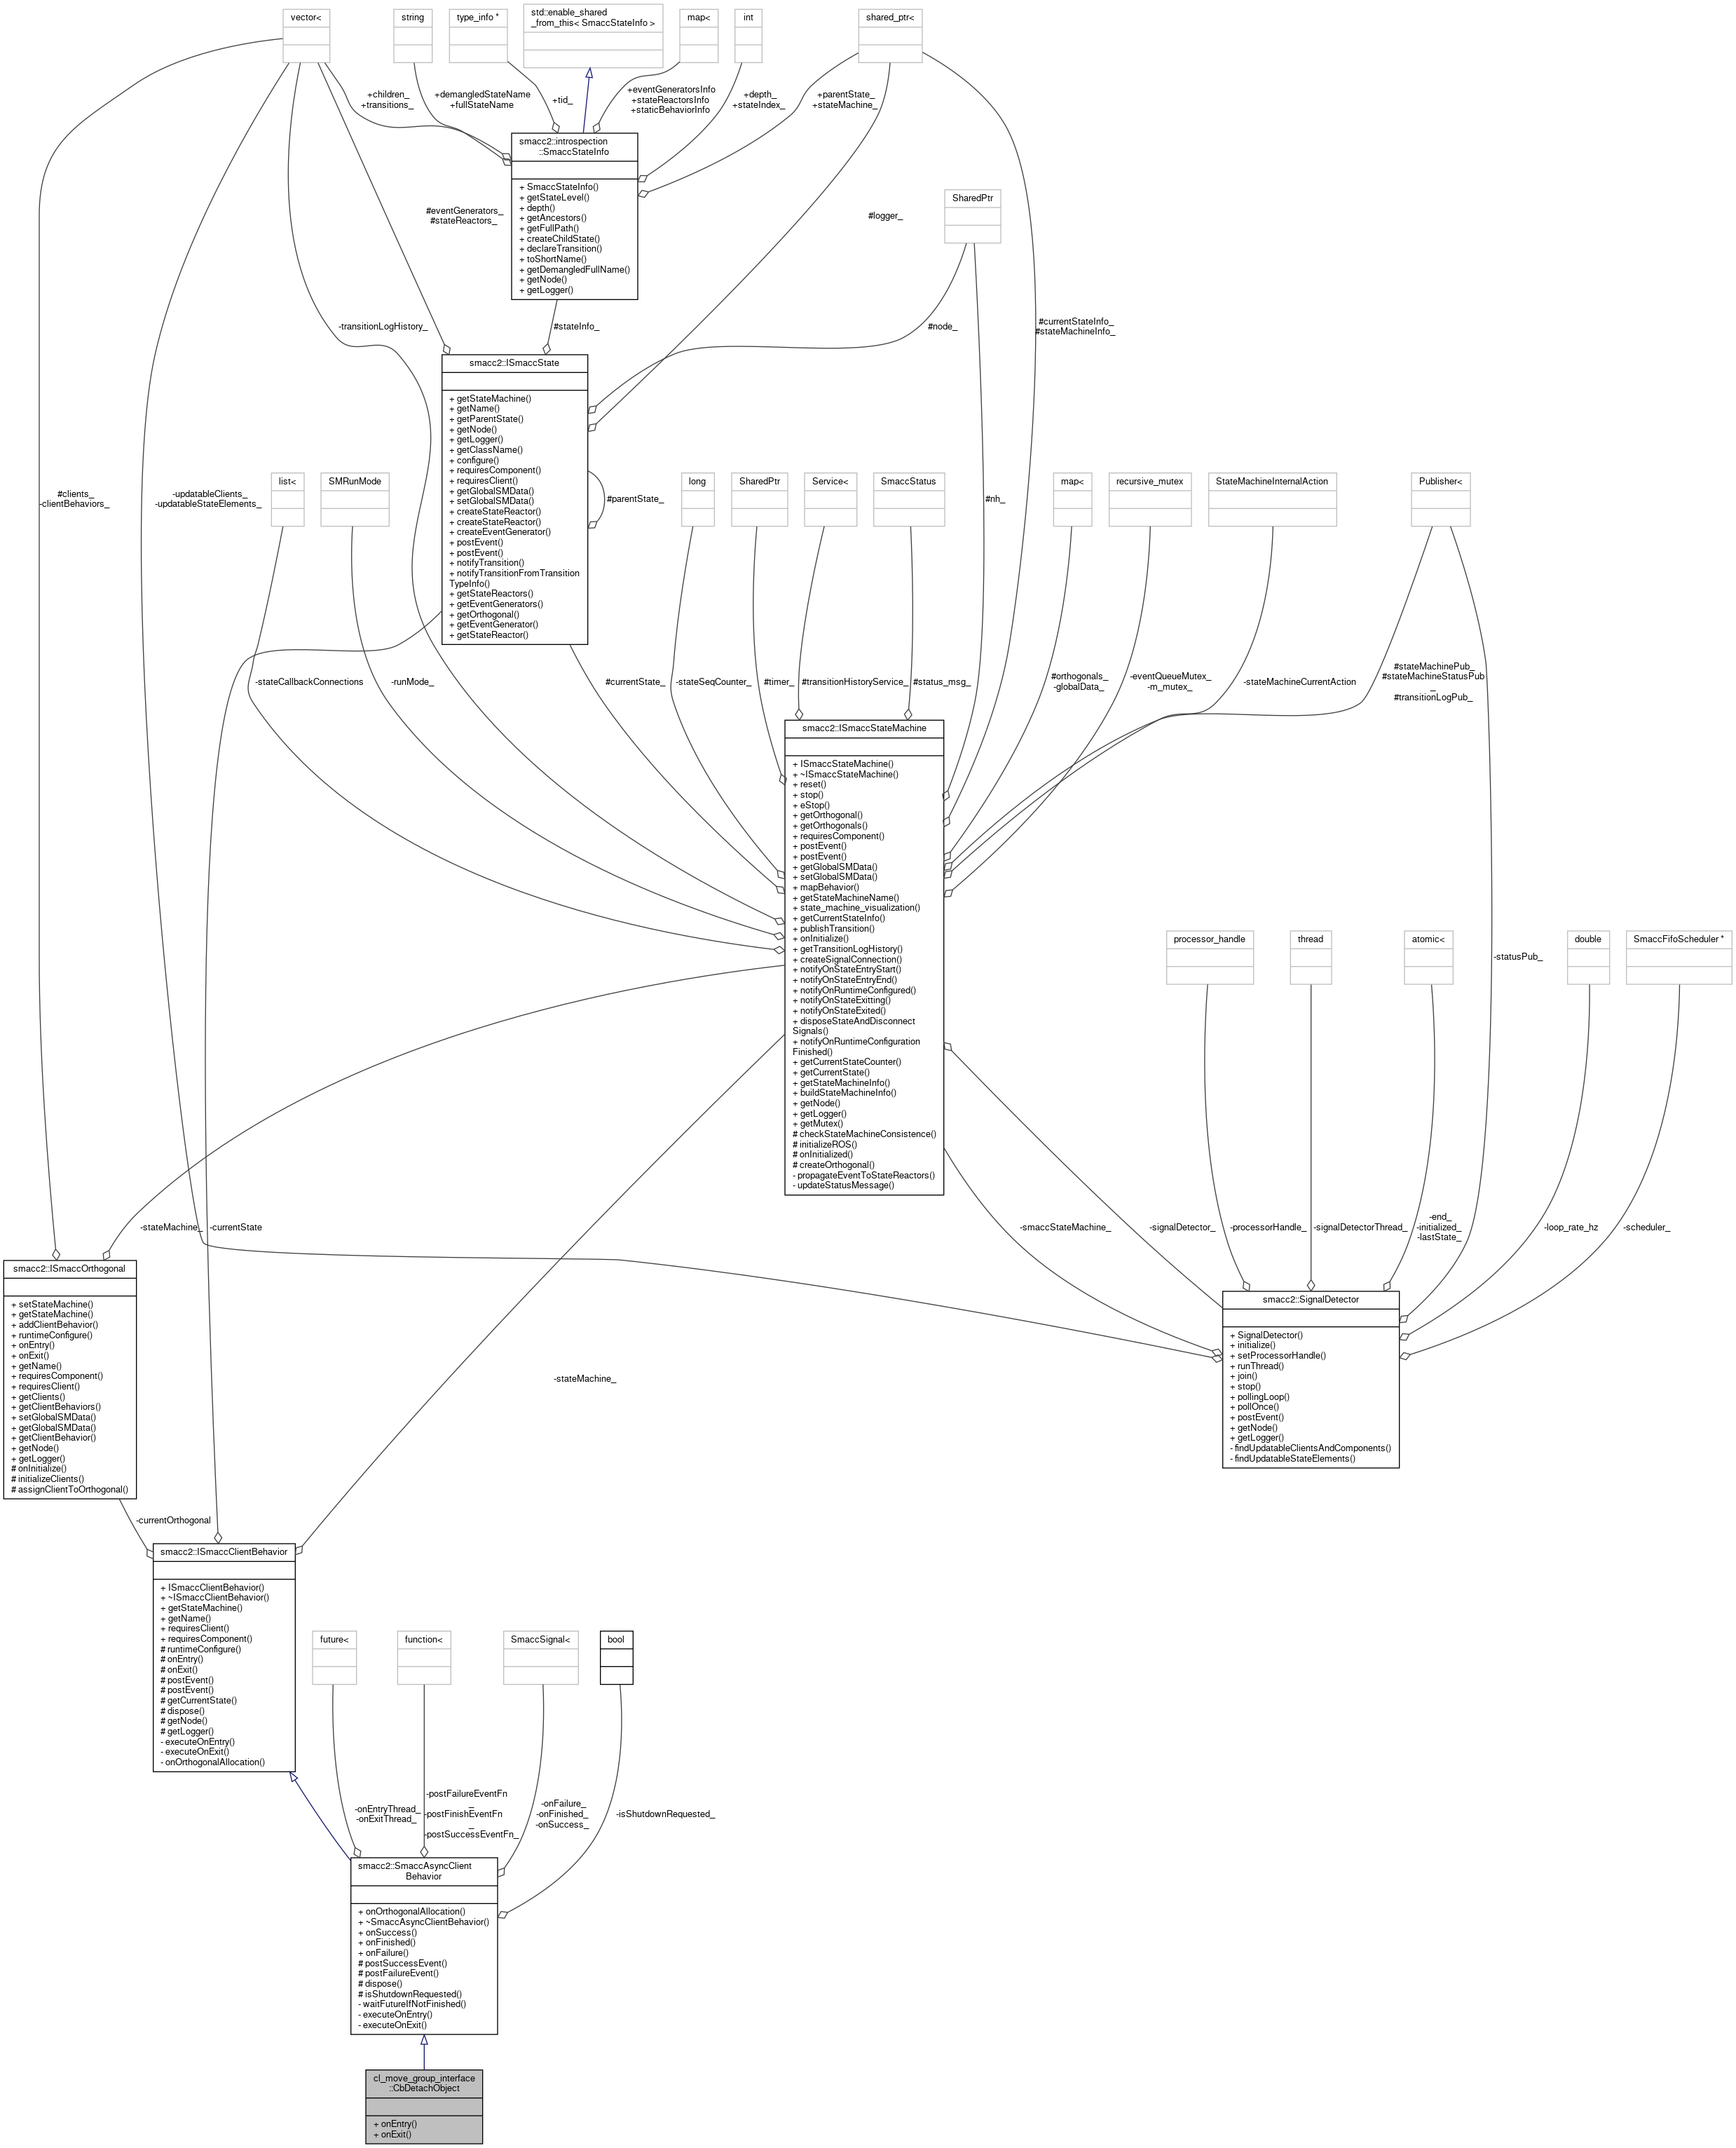 vector<
string
type_info *
std::enable_shared
_from_this< SmaccStateInfo >
map<
int
shared_ptr<
+children_
+transitions_
+demangledStateName
+fullStateName
+tid_
+eventGeneratorsInfo
+stateReactorsInfo
+staticBehaviorInfo
+depth_
+stateIndex_
+parentState_
+stateMachine_
smacc2::introspection
::SmaccStateInfo
+ SmaccStateInfo()
+ getStateLevel()
+ depth()
+ getAncestors()
+ getFullPath()
+ createChildState()
+ declareTransition()
+ toShortName()
+ getDemangledFullName()
+ getNode()
+ getLogger()
SharedPtr
#eventGenerators_
#stateReactors_
#logger_
-transitionLogHistory_
#stateInfo_
#node_
#currentStateInfo_
#stateMachineInfo_
smacc2::ISmaccState
+ getStateMachine()
+ getName()
+ getParentState()
+ getNode()
+ getLogger()
+ getClassName()
+ configure()
+ requiresComponent()
+ requiresClient()
+ getGlobalSMData()
+ setGlobalSMData()
+ createStateReactor()
+ createStateReactor()
+ createEventGenerator()
+ postEvent()
+ postEvent()
+ notifyTransition()
+ notifyTransitionFromTransition
TypeInfo()
+ getStateReactors()
+ getEventGenerators()
+ getOrthogonal()
+ getEventGenerator()
+ getStateReactor()
#parentState_
#clients_
-clientBehaviors_
-updatableClients_
-updatableStateElements_
list<
SMRunMode
long
SharedPtr
Service<
SmaccStatus
#nh_
map<
recursive_mutex
StateMachineInternalAction
Publisher<
-stateCallbackConnections
-runMode_
#currentState_
-stateSeqCounter_
#timer_
#transitionHistoryService_
#status_msg_
#orthogonals_
-globalData_
-eventQueueMutex_
-m_mutex_
-stateMachineCurrentAction
#stateMachinePub_
#stateMachineStatusPub
_
#transitionLogPub_
smacc2::ISmaccStateMachine
+ ISmaccStateMachine()
+ ~ISmaccStateMachine()
+ reset()
+ stop()
+ eStop()
+ getOrthogonal()
+ getOrthogonals()
+ requiresComponent()
+ postEvent()
+ postEvent()
+ getGlobalSMData()
+ setGlobalSMData()
+ mapBehavior()
+ getStateMachineName()
+ state_machine_visualization()
+ getCurrentStateInfo()
+ publishTransition()
+ onInitialize()
+ getTransitionLogHistory()
+ createSignalConnection()
+ notifyOnStateEntryStart()
+ notifyOnStateEntryEnd()
+ notifyOnRuntimeConfigured()
+ notifyOnStateExitting()
+ notifyOnStateExited()
+ disposeStateAndDisconnect
Signals()
+ notifyOnRuntimeConfiguration
Finished()
+ getCurrentStateCounter()
+ getCurrentState()
+ getStateMachineInfo()
+ buildStateMachineInfo()
+ getNode()
+ getLogger()
+ getMutex()
# checkStateMachineConsistence()
# initializeROS()
# onInitialized()
# createOrthogonal()
- propagateEventToStateReactors()
- updateStatusMessage()
processor_handle
thread
atomic<
double
SmaccFifoScheduler *
-statusPub_
-stateMachine_
-currentState
-smaccStateMachine_
-signalDetector_
-processorHandle_
-signalDetectorThread_
-end_
-initialized_
-lastState_
-loop_rate_hz
-scheduler_
smacc2::ISmaccOrthogonal
+ setStateMachine()
+ getStateMachine()
+ addClientBehavior()
+ runtimeConfigure()
+ onEntry()
+ onExit()
+ getName()
+ requiresComponent()
+ requiresClient()
+ getClients()
+ getClientBehaviors()
+ setGlobalSMData()
+ getGlobalSMData()
+ getClientBehavior()
+ getNode()
+ getLogger()
# onInitialize()
# initializeClients()
# assignClientToOrthogonal()
smacc2::SignalDetector
+ SignalDetector()
+ initialize()
+ setProcessorHandle()
+ runThread()
+ join()
+ stop()
+ pollingLoop()
+ pollOnce()
+ postEvent()
+ getNode()
+ getLogger()
- findUpdatableClientsAndComponents()
- findUpdatableStateElements()
-stateMachine_
-currentOrthogonal
smacc2::ISmaccClientBehavior
+ ISmaccClientBehavior()
+ ~ISmaccClientBehavior()
+ getStateMachine()
+ getName()
+ requiresClient()
+ requiresComponent()
# runtimeConfigure()
# onEntry()
# onExit()
# postEvent()
# postEvent()
# getCurrentState()
# dispose()
# getNode()
# getLogger()
- executeOnEntry()
- executeOnExit()
- onOrthogonalAllocation()
future<
function<
SmaccSignal<
bool
-onEntryThread_
-onExitThread_
-postFailureEventFn
_
-postFinishEventFn
_
-postSuccessEventFn_
-onFailure_
-onFinished_
-onSuccess_
-isShutdownRequested_
smacc2::SmaccAsyncClient
Behavior
+ onOrthogonalAllocation()
+ ~SmaccAsyncClientBehavior()
+ onSuccess()
+ onFinished()
+ onFailure()
# postSuccessEvent()
# postFailureEvent()
# dispose()
# isShutdownRequested()
- waitFutureIfNotFinished()
- executeOnEntry()
- executeOnExit()
cl_move_group_interface
::CbDetachObject
+ onEntry()
+ onExit()